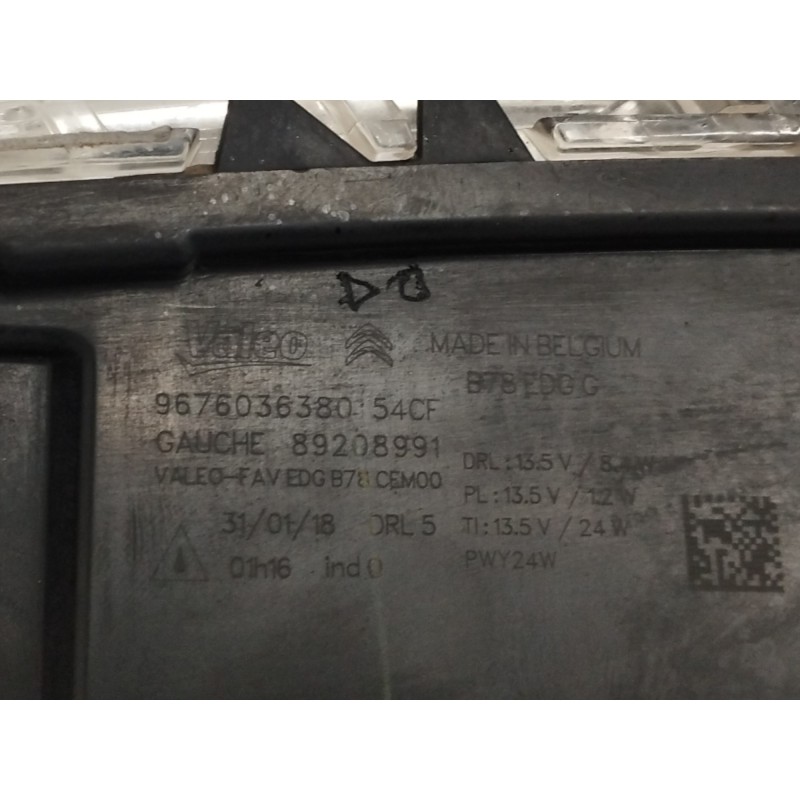 DO
Valeo MADE IN BELGIUM
B78 EDG G
9676036380 54CF
GAUCHE 89208991
VALEO-FAV EDG B78 CEM00
DRL : 13.5 V /
PL : 13.5 V / 1.2 W
31/01/18 DRL 5
TI : 13.5 V / 24 W
01h16 ind 0
PWY24W